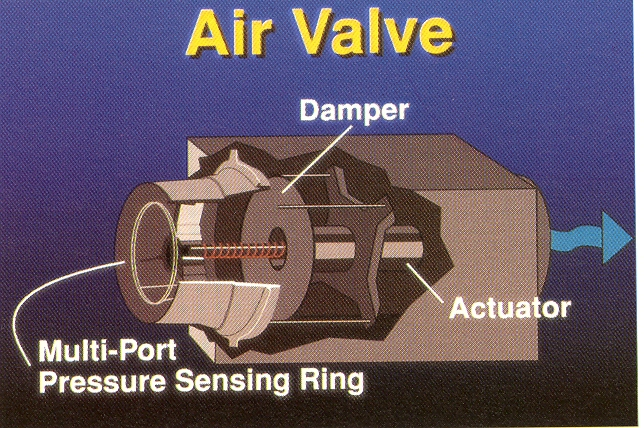 Air Valve
Damper
Actuator
Multi-Port
Pressure Sensing Ring